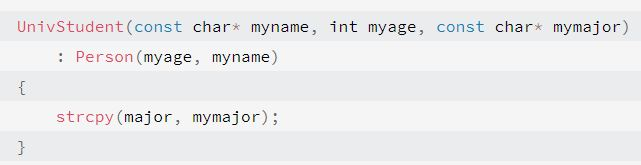 UnivStudent(const char* myname, int myage, const char* mymajor)
    : Person(myage, myname)
{
    strcpy(major, mymajor);
}